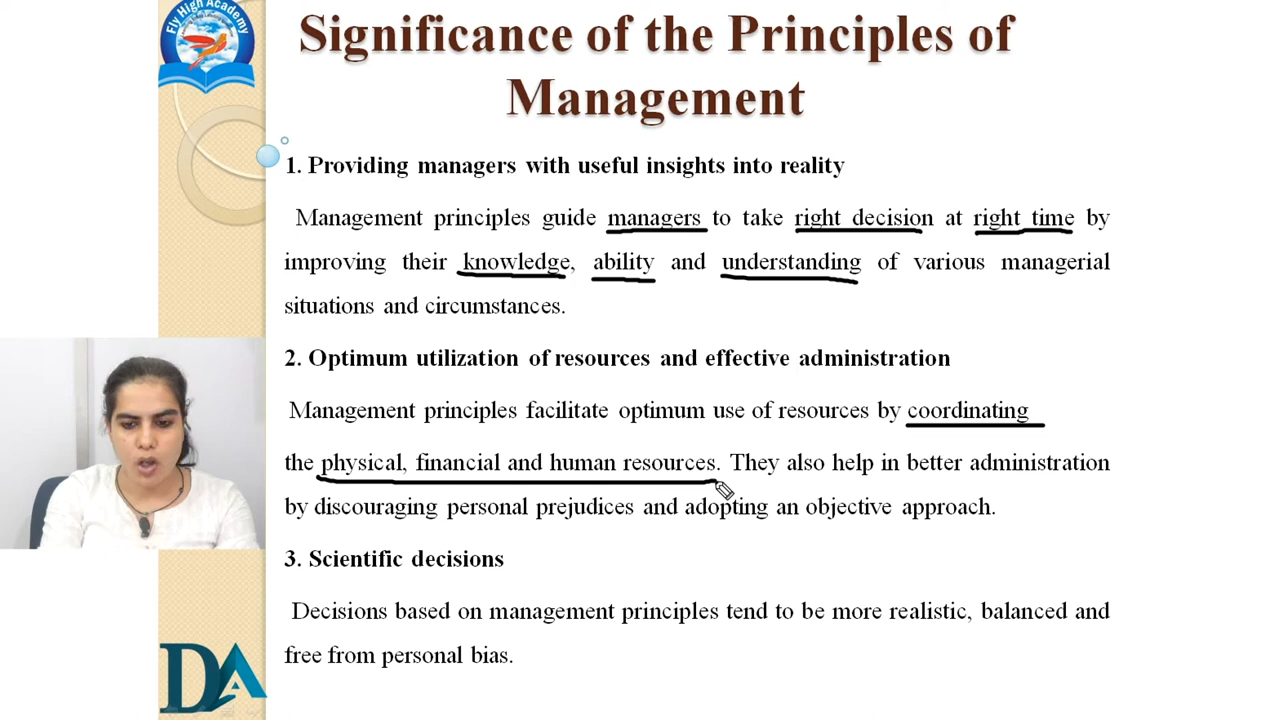 Fly High Academy
Significance of the Principles of
Management
1. Providing managers with useful insights into reality
Management principles guide managers to take right decision at right time by
improving their knowledge, ability and understanding of various managerial
situations and circumstances.
2. Optimum utilization of resources and effective administration
Management principles facilitate optimum use of resources by coordinating
the physical, financial and human resources. They also help in better administration
by discouraging personal prejudices and adopting an objective approach.
3. Scientific decisions
Decisions based on management principles tend to be more realistic, balanced and
free from personal bias.
DA